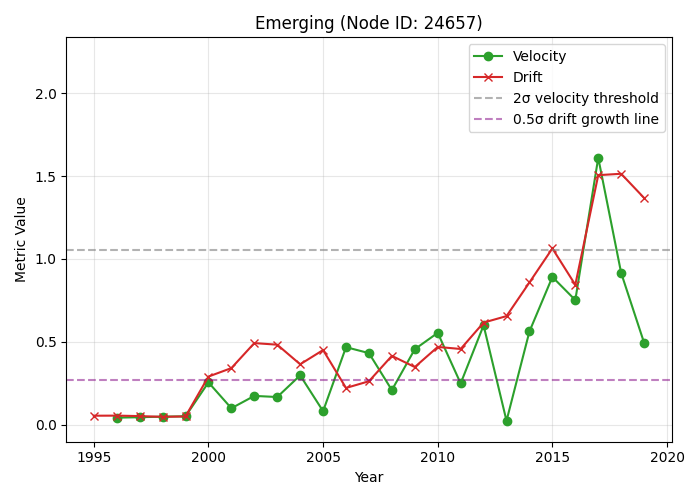 Emerging (Node ID: 24657)
Velocity
Drift
2σ velocity threshold
0.5σ drift growth line
Metric Value
2.0
1.5
1.0
0.5
0.0
1995
2000
2005
2010
2015
2020
Year